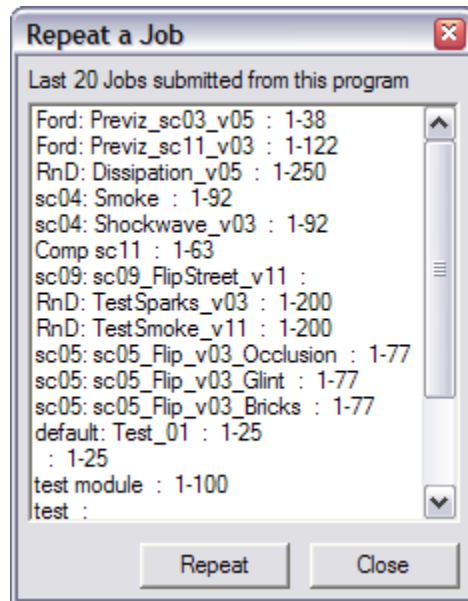 Repeat a Job
Last 20 Jobs submitted from this program
Ford: Previz_sc03_v05 : 1-38
Ford: Previz_sc11_v03 : 1-122
RnD: Dissipation_v05 : 1-250
sc04: Smoke : 1-92
sc04: Shockwave_v03 : 1-92
Comp sc11 : 1-63
sc09: sc09_FlipStreet_v11 :
RnD: TestSparks_v03 : 1-200
RnD: TestSmoke_v11 : 1-200
sc05: sc05_Flip_v03_Occlusion : 1-77
sc05: sc05_Flip_v03_Glint : 1-77
sc05: sc05_Flip_v03_Bricks : 1-77
default: Test_01 : 1-25
: 1-25
test module : 1-100
test :
Repeat Close